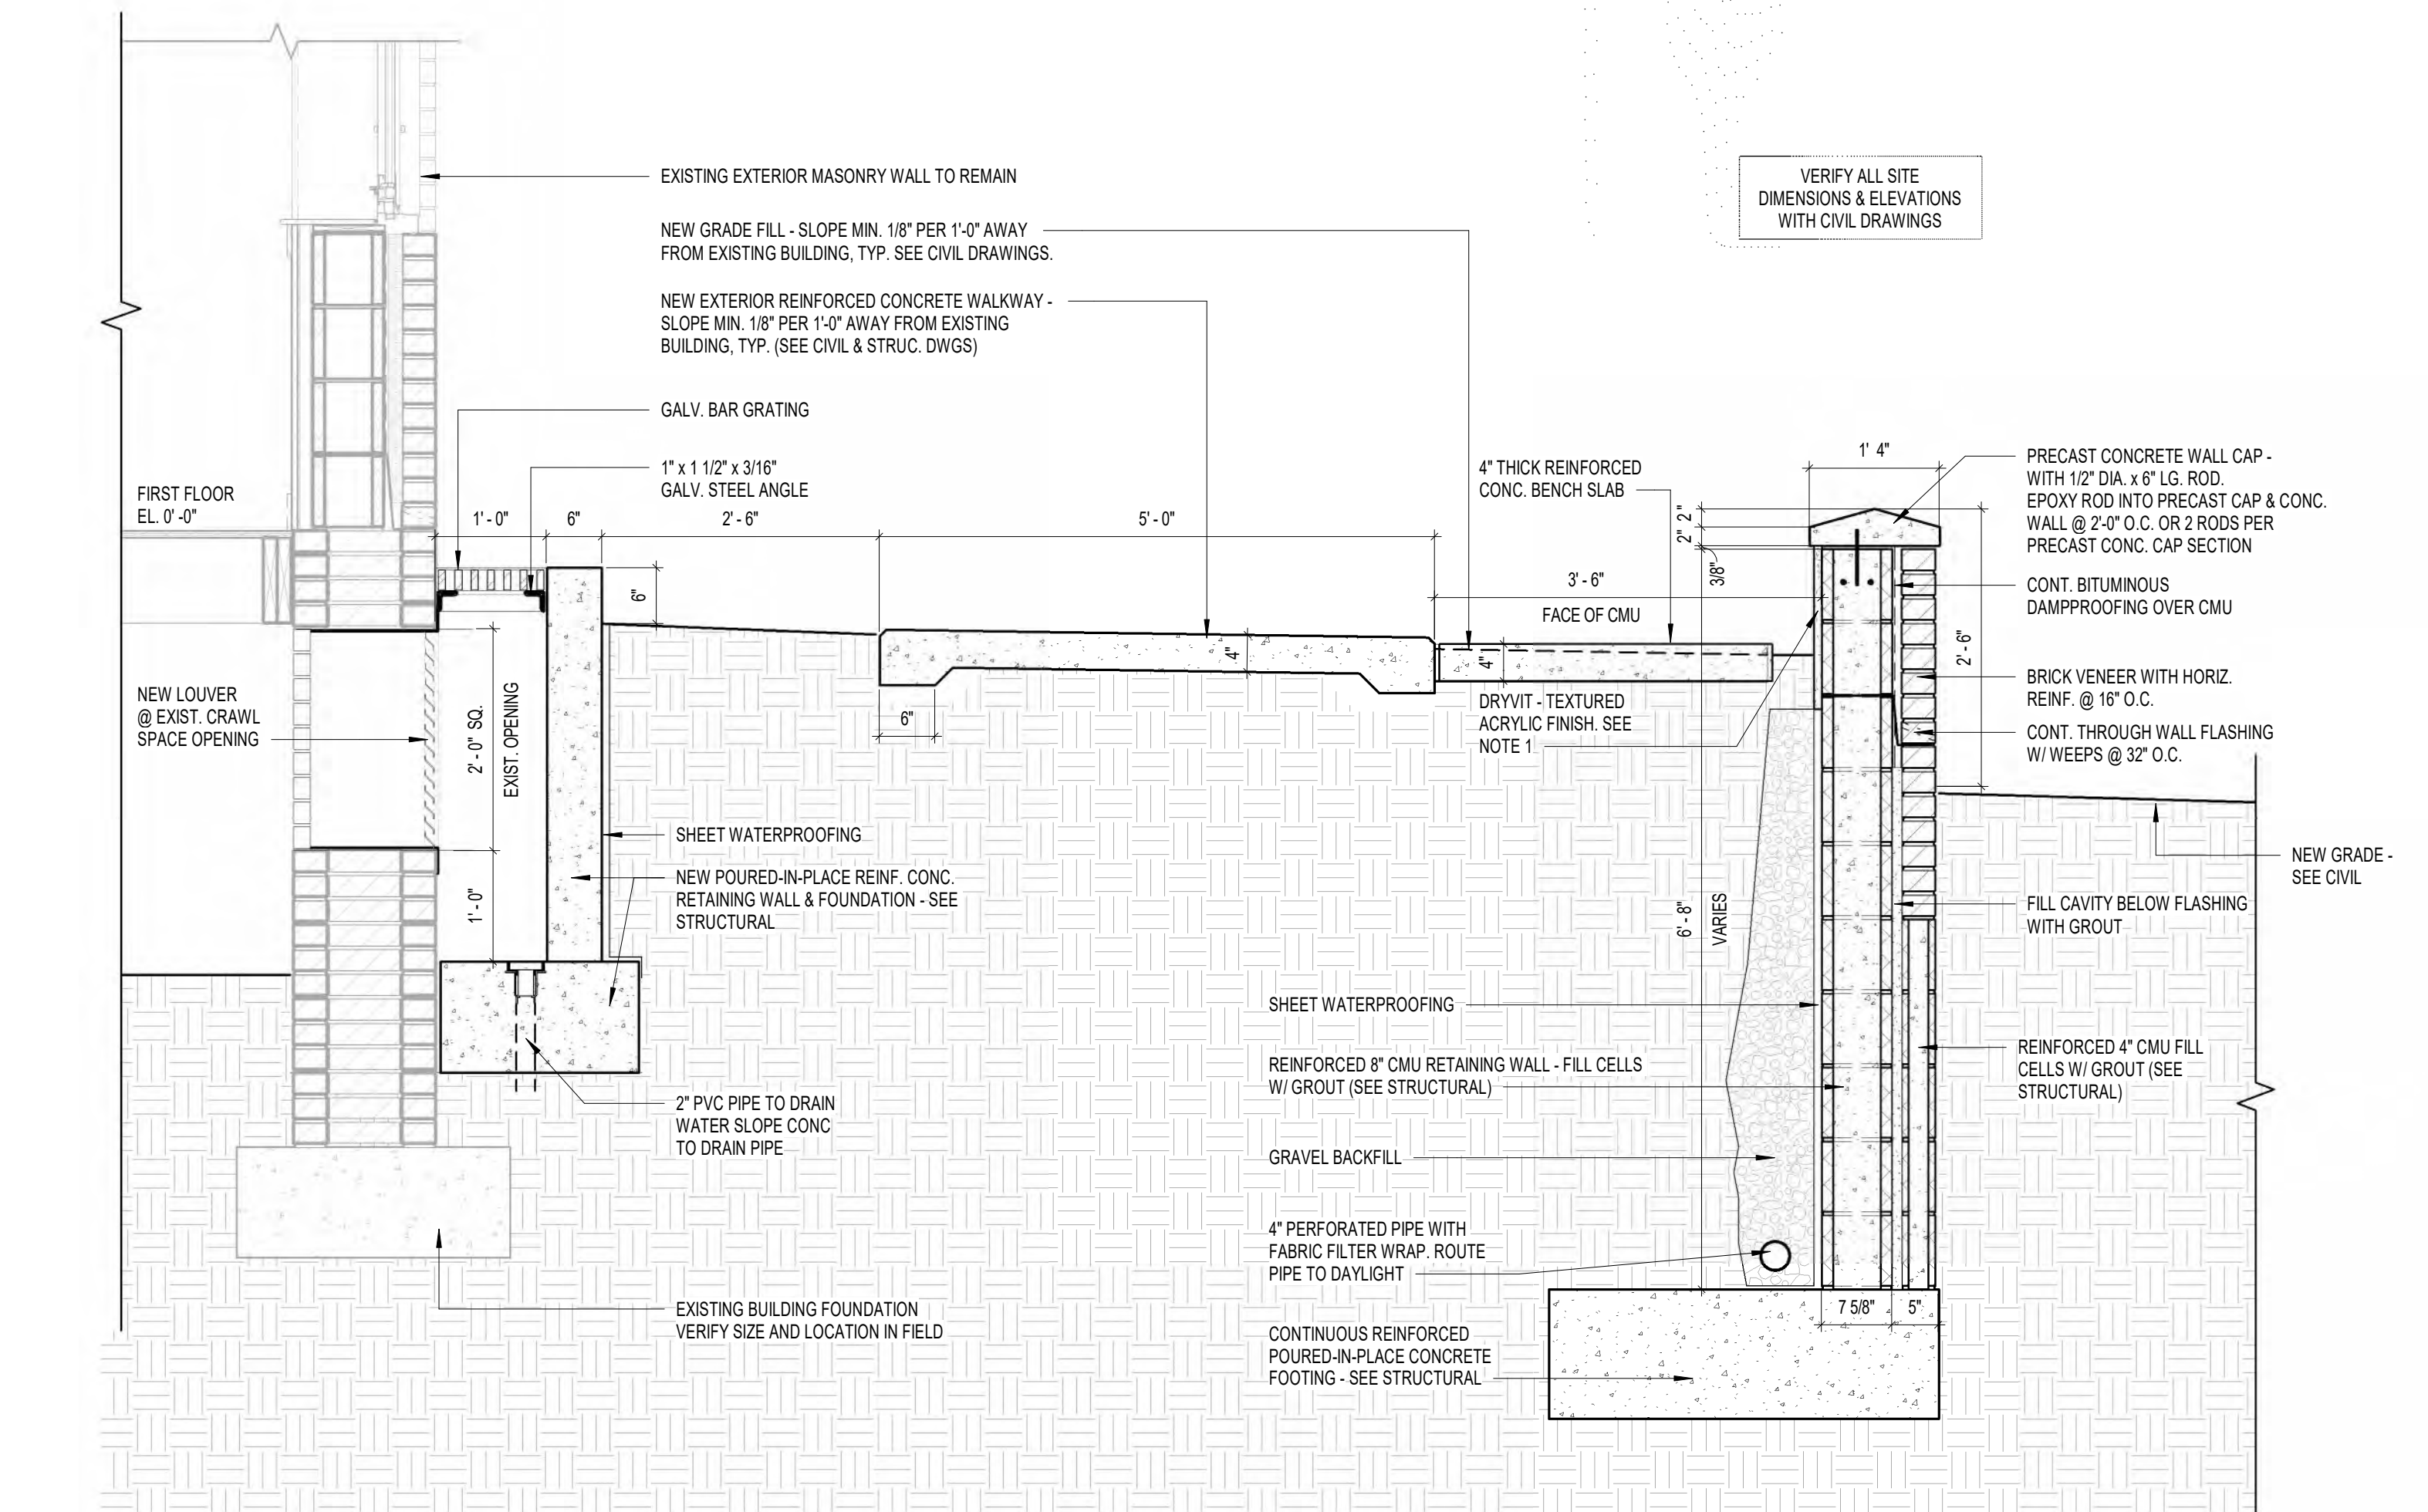 EXISTING EXTERIOR MASONRY WALL TO REMAIN
VERIFY ALL SITE
DIMENSIONS & ELEVATIONS
WITH CIVIL DRAWINGS
NEW GRADE FILL - SLOPE MIN. 1/8" PER 1'-0" AWAY
FROM EXISTING BUILDING, TYP. SEE CIVIL DRAWINGS.
NEW EXTERIOR REINFORCED CONCRETE WALKWAY -
SLOPE MIN. 1/8" PER 1'-0" AWAY FROM EXISTING
BUILDING, TYP. (SEE CIVIL & STRUC. DWGS)
GALV. BAR GRATING
1" x 1 1/2" x 3/16"
GALV. STEEL ANGLE
4" THICK REINFORCED
CONC. BENCH SLAB
1' 4"
PRECAST CONCRETE WALL CAP -
WITH 1/2" DIA. x 6" LG. ROD.
EPOXY ROD INTO PRECAST CAP & CONC.
WALL @ 2'-0" O.C. OR 2 RODS PER
PRECAST CONC. CAP SECTION
FIRST FLOOR
EL. 0' -0"
1' - 0"
6"
2' - 6"
5' - 0"
2" 2"
3/8"
6"
3' - 6"
FACE OF CMU
CONT. BITUMINOUS
DAMPPROOFING OVER CMU
4"
4"
2' - 6"
BRICK VENEER WITH HORIZ.
REINF. @ 16" O.C.
NEW LOUVER
@ EXIST. CRAWL
SPACE OPENING
2' - 0" SQ.
EXIST. OPENING
6"
DRYVIT - TEXTURED
ACRYLIC FINISH. SEE
NOTE 1
CONT. THROUGH WALL FLASHING
W/ WEEPS @ 32" O.C.
SHEET WATERPROOFING
NEW GRADE -
SEE CIVIL
1' - 0"
NEW POURED-IN-PLACE REINF. CONC.
RETAINING WALL & FOUNDATION - SEE
STRUCTURAL
6' - 8"
VARIES
FILL CAVITY BELOW FLASHING
WITH GROUT
SHEET WATERPROOFING
REINFORCED 8" CMU RETAINING WALL - FILL CELLS
W/ GROUT (SEE STRUCTURAL)
REINFORCED 4" CMU FILL
CELLS W/ GROUT (SEE
STRUCTURAL)
2" PVC PIPE TO DRAIN
WATER SLOPE CONC
TO DRAIN PIPE
GRAVEL BACKFILL
4" PERFORATED PIPE WITH
FABRIC FILTER WRAP. ROUTE
PIPE TO DAYLIGHT
EXISTING BUILDING FOUNDATION
VERIFY SIZE AND LOCATION IN FIELD
7 5/8"
5"
CONTINUOUS REINFORCED
POURED-IN-PLACE CONCRETE
FOOTING - SEE STRUCTURAL